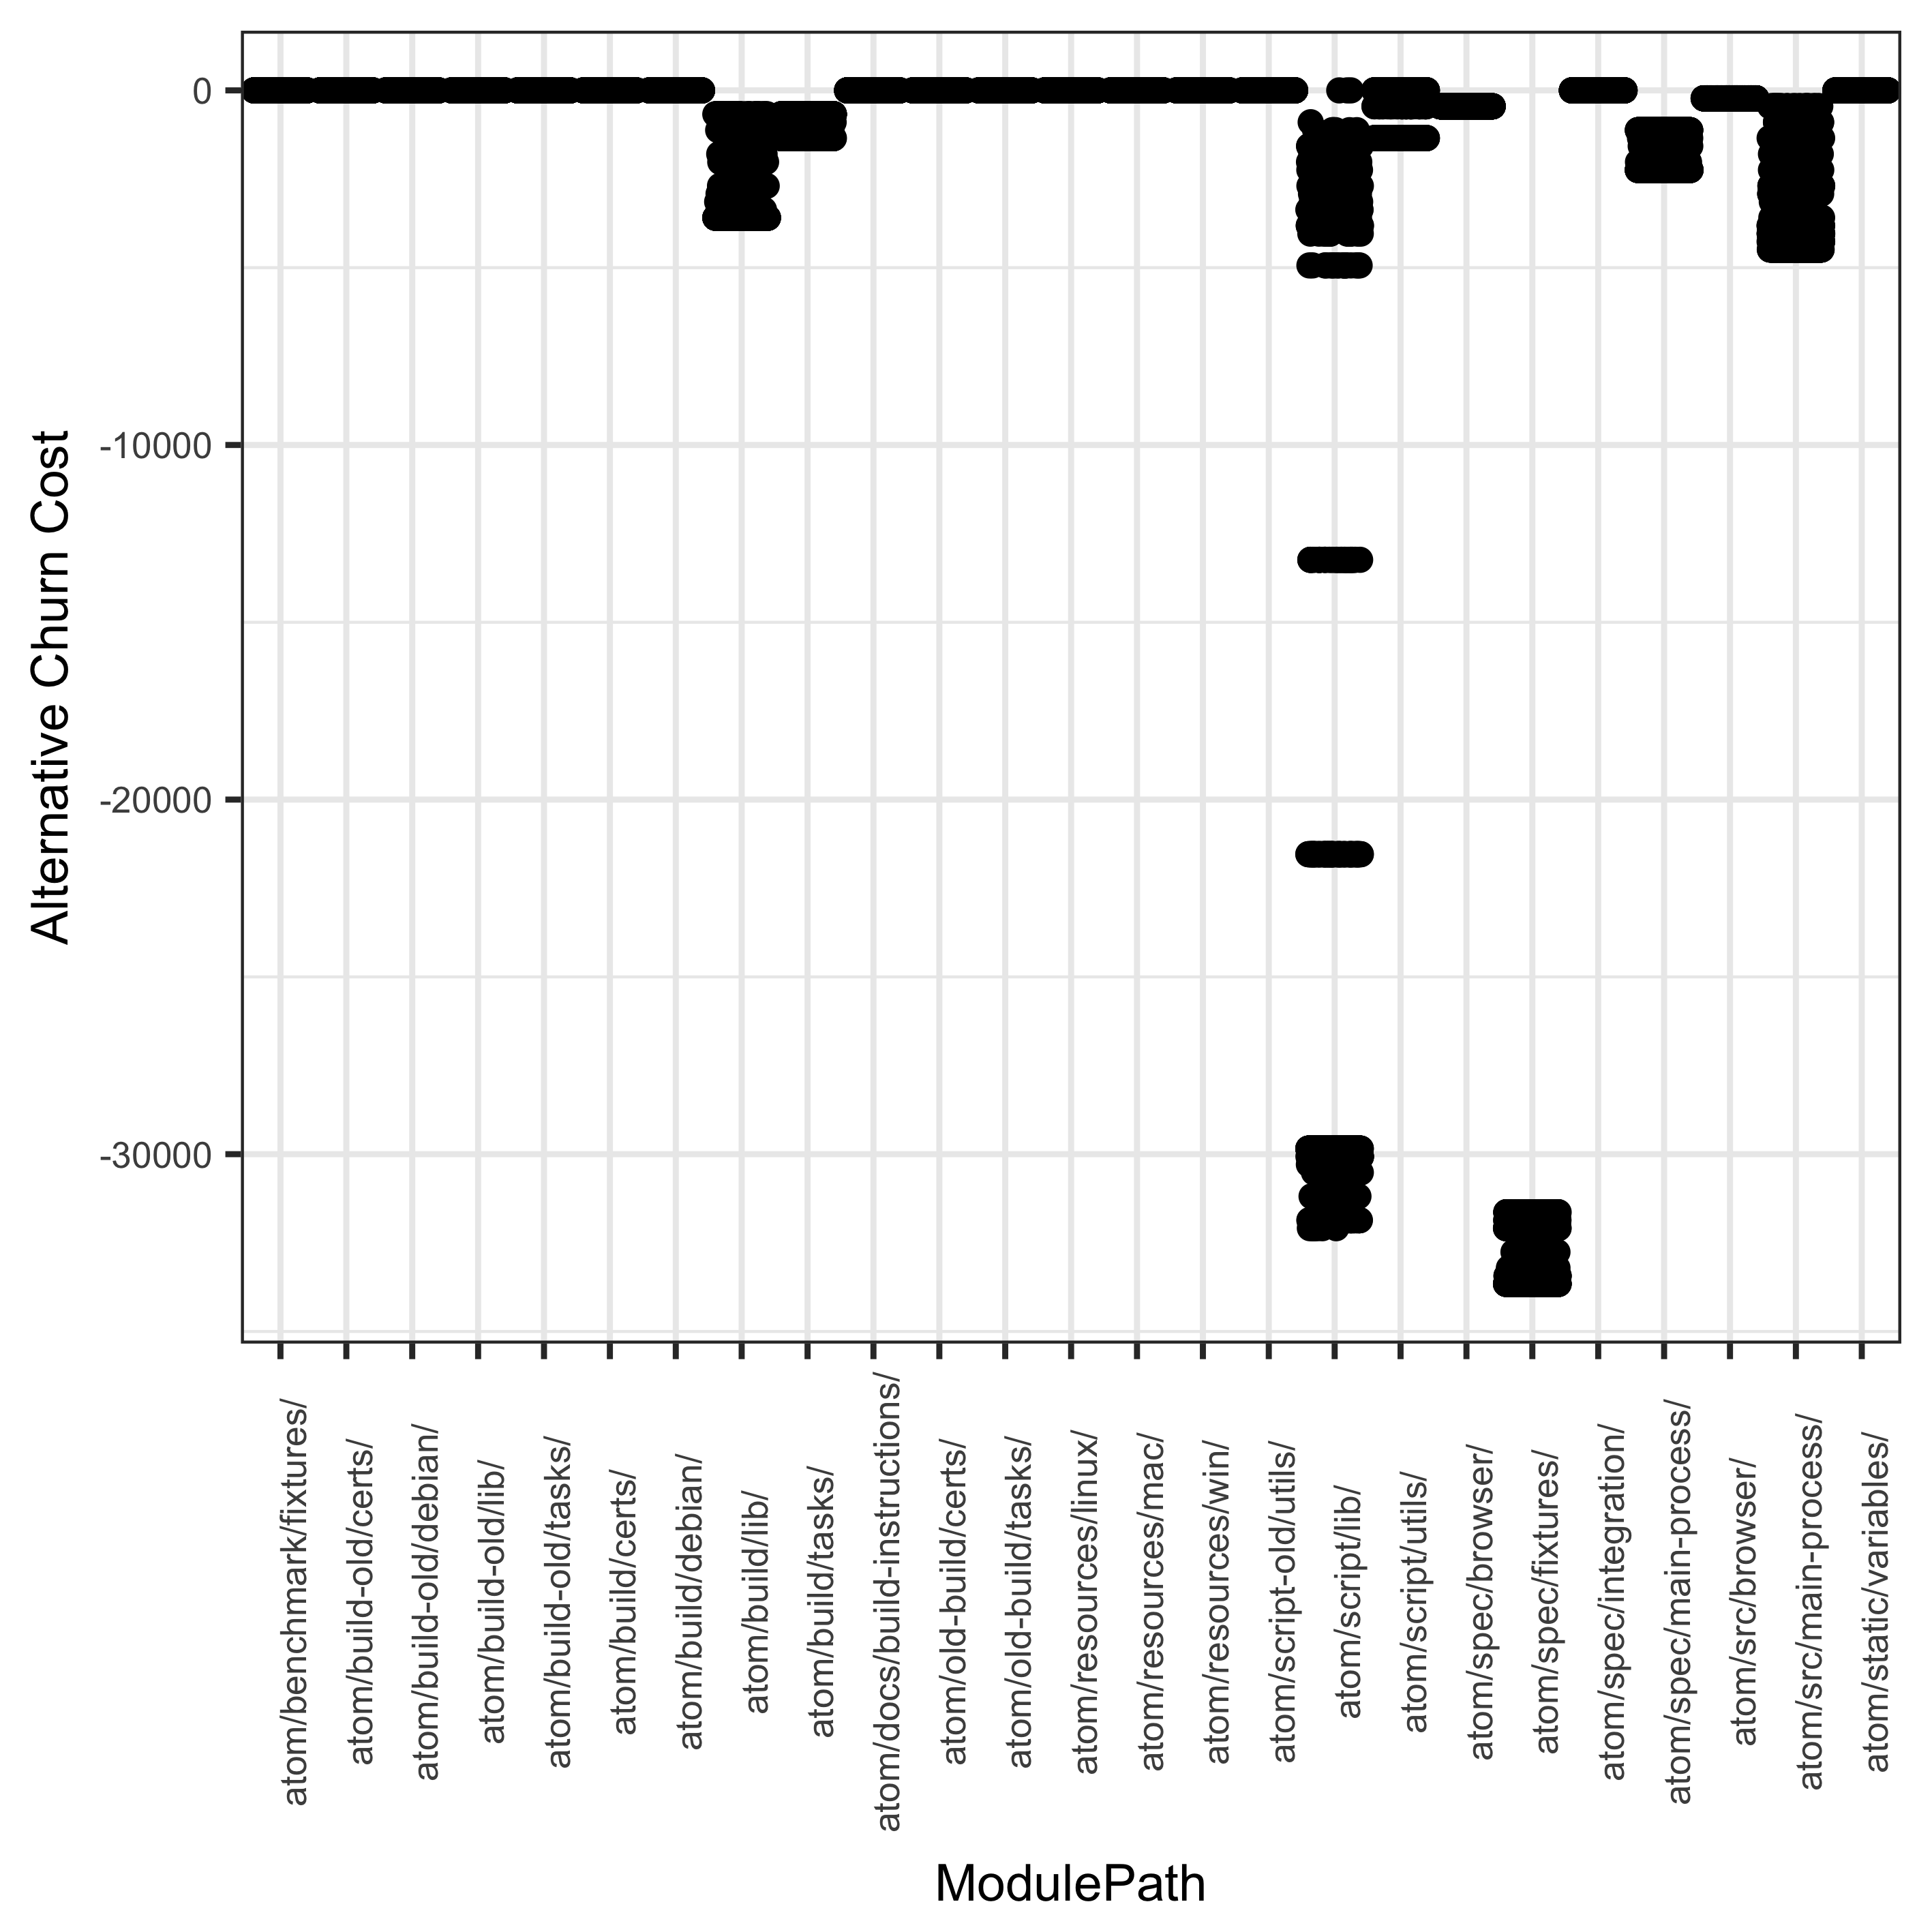 Alternative Churn Cost
0
-10000
-20000
-30000
atom/benchmark/fixtures/
atom/build-old/certs/
atom/build-old/debian/
atom/build-old/lib/
atom/build-old/tasks/
atom/build/certs/
atom/build/debian/
atom/build/lib/
atom/build/tasks/
atom/docs/build-instructions/
atom/old-build/certs/
atom/old-build/tasks/
atom/resources/linux/
atom/resources/mac/
atom/resources/win/
atom/script-old/utils/
atom/script/lib/
atom/script/utils/
atom/spec/browser/
atom/spec/fixtures/
atom/spec/integration/
atom/spec/main-process/
atom/src/browser/
atom/src/main-process/
atom/static/variables/
ModulePath